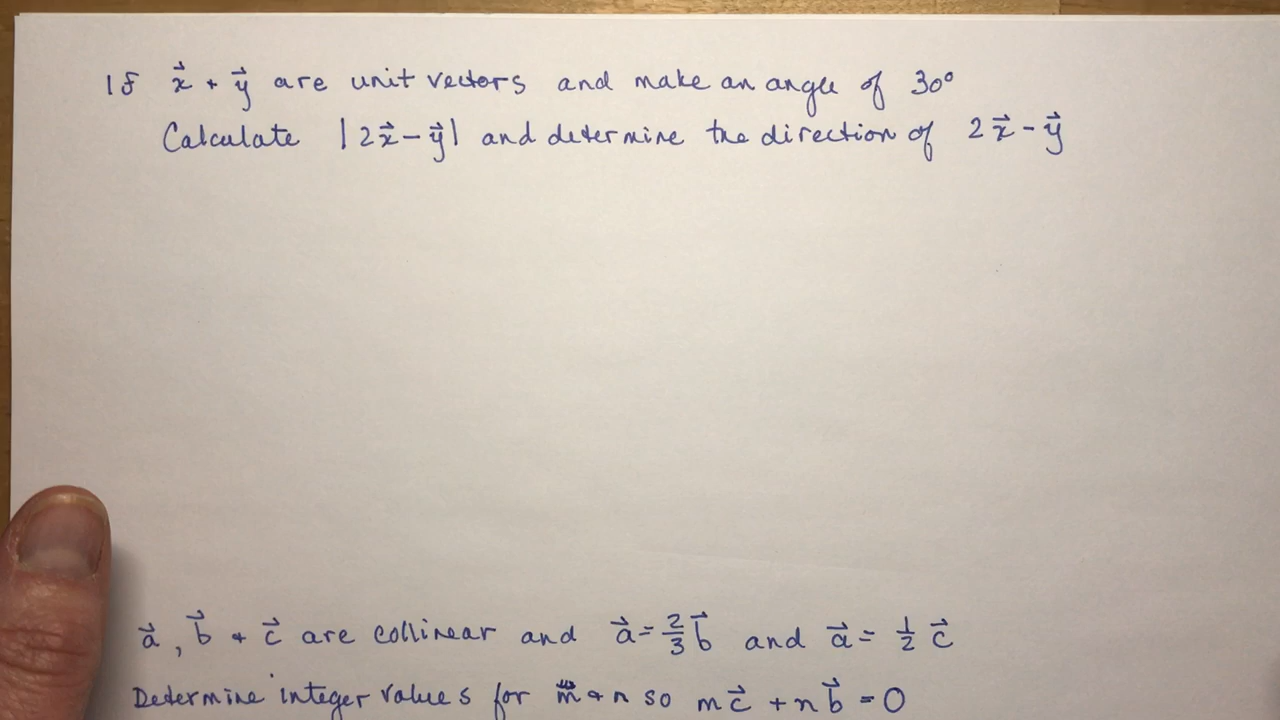 If x⃗ + y⃗ are unit vectors and make an angle of 30°
Calculate |2x⃗ - y⃗| and determine the direction of 2x⃗ - y⃗
a⃗, b⃗ + c⃗ are collinear and a⃗ = 2/3 b⃗ and a⃗ = 1/2 c⃗
Determine integer values for m + n so mc⃗ + nb⃗ = 0